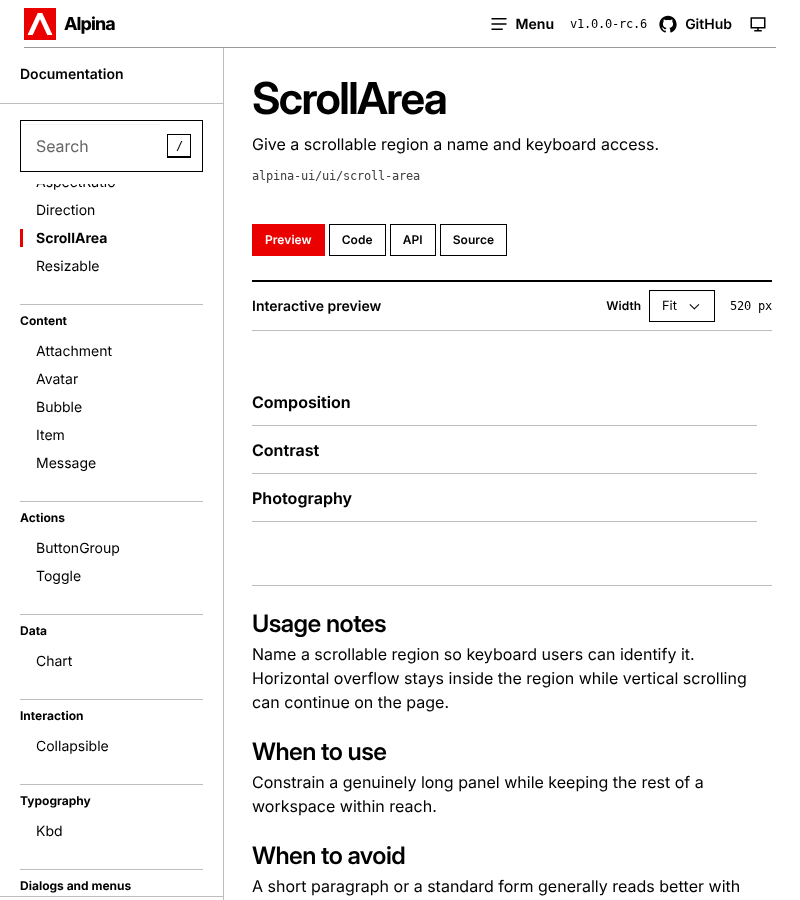 Alpina
Menu
v1.0.0-rc.6
GitHub
Documentation
Search
/
AspectRatio
Direction
ScrollArea
Resizable
Content
Attachment
Avatar
Bubble
Item
Message
Actions
ButtonGroup
Toggle
Data
Chart
Interaction
Collapsible
Typography
Kbd
Dialogs and menus
ScrollArea
Give a scrollable region a name and keyboard access.
alpina-ui/ui/scroll-area
Preview
Code
API
Source
Interactive preview
Width
Fit
520 px
Composition
Contrast
Photography
Usage notes
Name a scrollable region so keyboard users can identify it.
Horizontal overflow stays inside the region while vertical scrolling
can continue on the page.
When to use
Constrain a genuinely long panel while keeping the rest of a
workspace within reach.
When to avoid
A short paragraph or a standard form generally reads better with